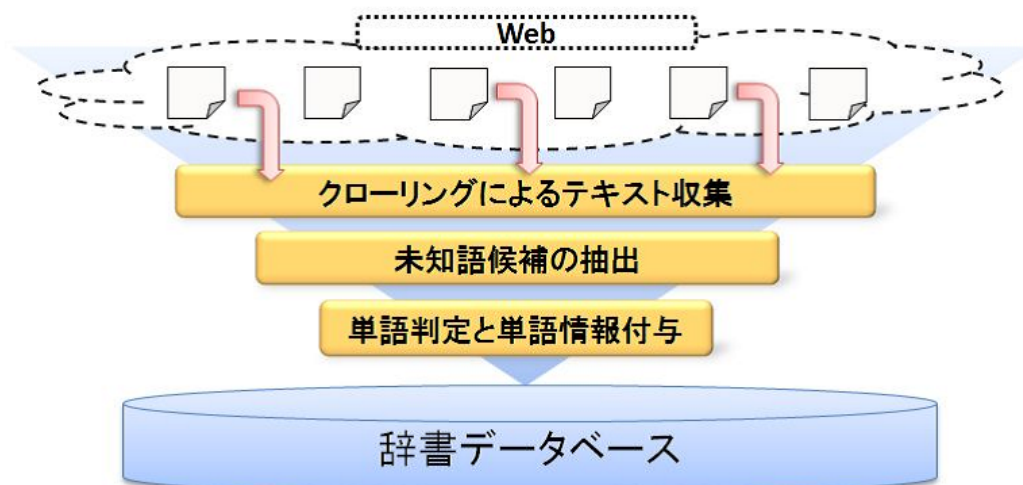 Web
クローリングによるテキスト収集
未知語候補の抽出
単語判定と単語情報付与
辞書データベース